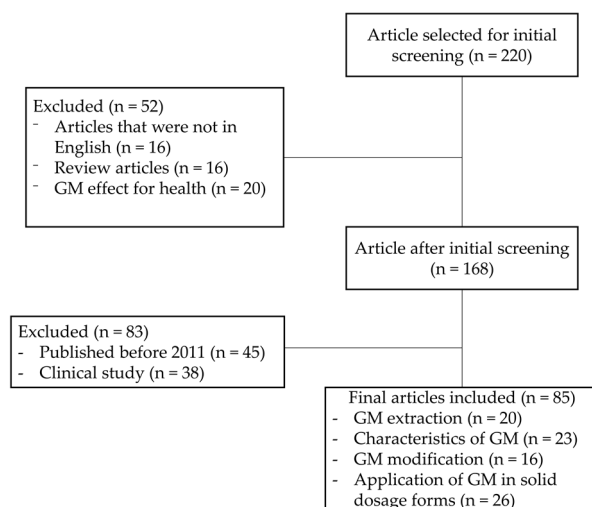 Article selected for initial
screening (n = 220)
Excluded (n = 52)
- Articles that were not in
English (n = 16)
- Review articles (n = 16)
- GM effect for health (n = 20)
Article after initial screening
(n = 168)
Excluded (n = 83)
- Published before 2011 (n = 45)
- Clinical study (n = 38)
Final articles included (n = 85)
- GM extraction (n = 20)
- Characteristics of GM (n = 23)
- GM modification (n = 16)
- Application of GM in solid
dosage forms (n = 26)